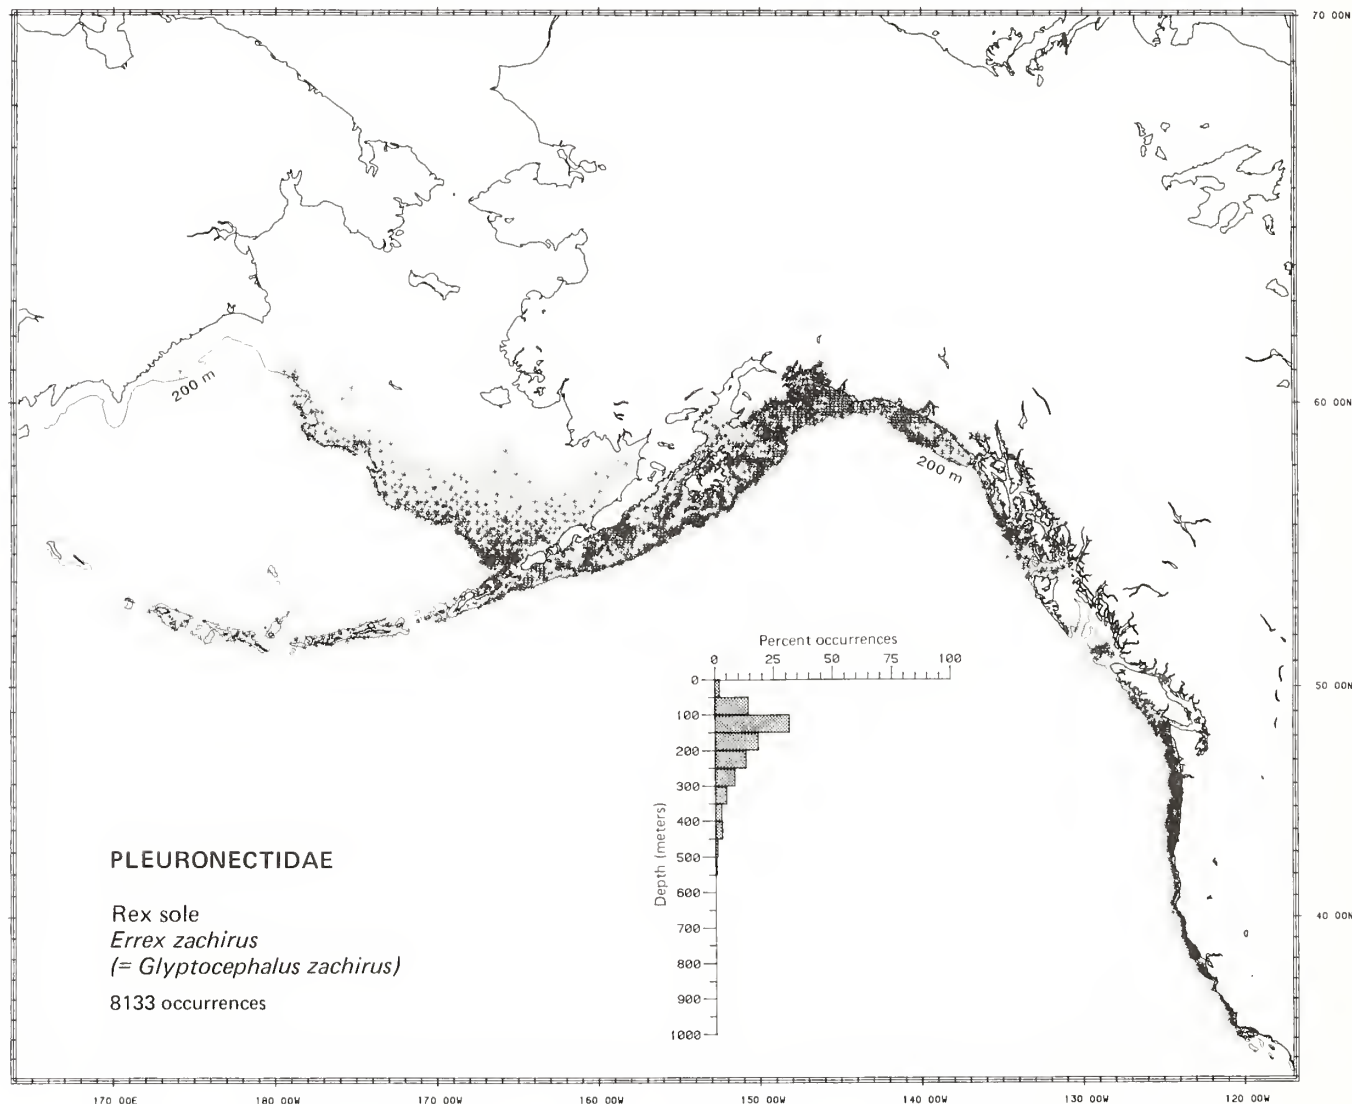 70 00N
200 m
60 00N
200 m
Percent occurrences
0 25 50 75 100
0
50 00N
100
200
300
400
500
600
700
800
900
1000
Depth (meters)
PLEURONECTIDAE
Rex sole
Errex zachirus
(= Glyptocephalus zachirus)
8133 occurrences
40 00N
170 00E 180 00W 170 00W 160 00W 150 00W 140 00W 130 00W 120 00W